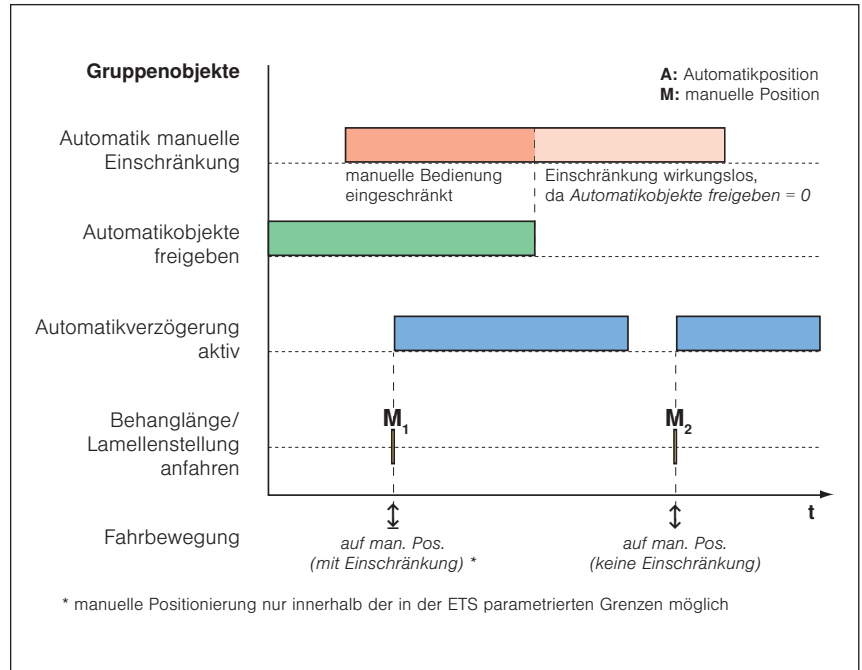 Gruppenobjekte
A: Automatikposition
M: manuelle Position
Automatik manuelle
Einschränkung
manuelle Bedienung
eingeschränkt
Einschränkung wirkungslos,
da Automatikobjekte freigeben = 0
Automatikobjekte
freigeben
Automatikverzögerung
aktiv
Behanglänge/
Lamellenstellung
anfahren
M1
M2
t
Fahrbewegung
auf man. Pos.
(mit Einschränkung) *
auf man. Pos.
(keine Einschränkung)
* manuelle Positionierung nur innerhalb der in der ETS parametrierten Grenzen möglich